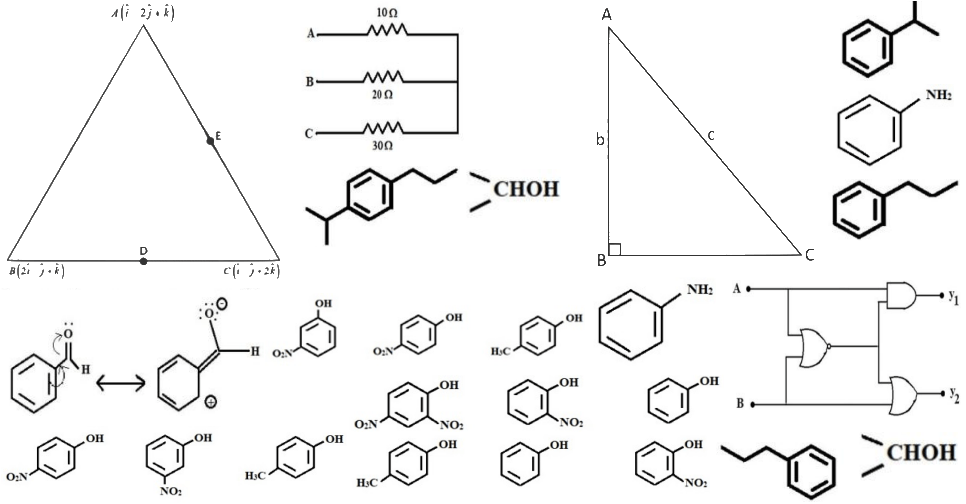 A(î 2ĵ + k̂)
E
D
B(2î ĵ + k̂)
C(î ĵ + 2k̂)
10 Ω
A
B
20 Ω
C
30 Ω
CHOH
A
b
c
B
C
NH₂
:O:
H
:O:
⊖
H
⊕
OH
O₂N
OH
O₂N
OH
H₃C
NH₂
A
B
y₁
y₂
OH
O₂N
NO₂
OH
NO₂
OH
OH
O₂N
OH
NO₂
OH
H₃C
OH
H₃C
OH
OH
NO₂
CHOH